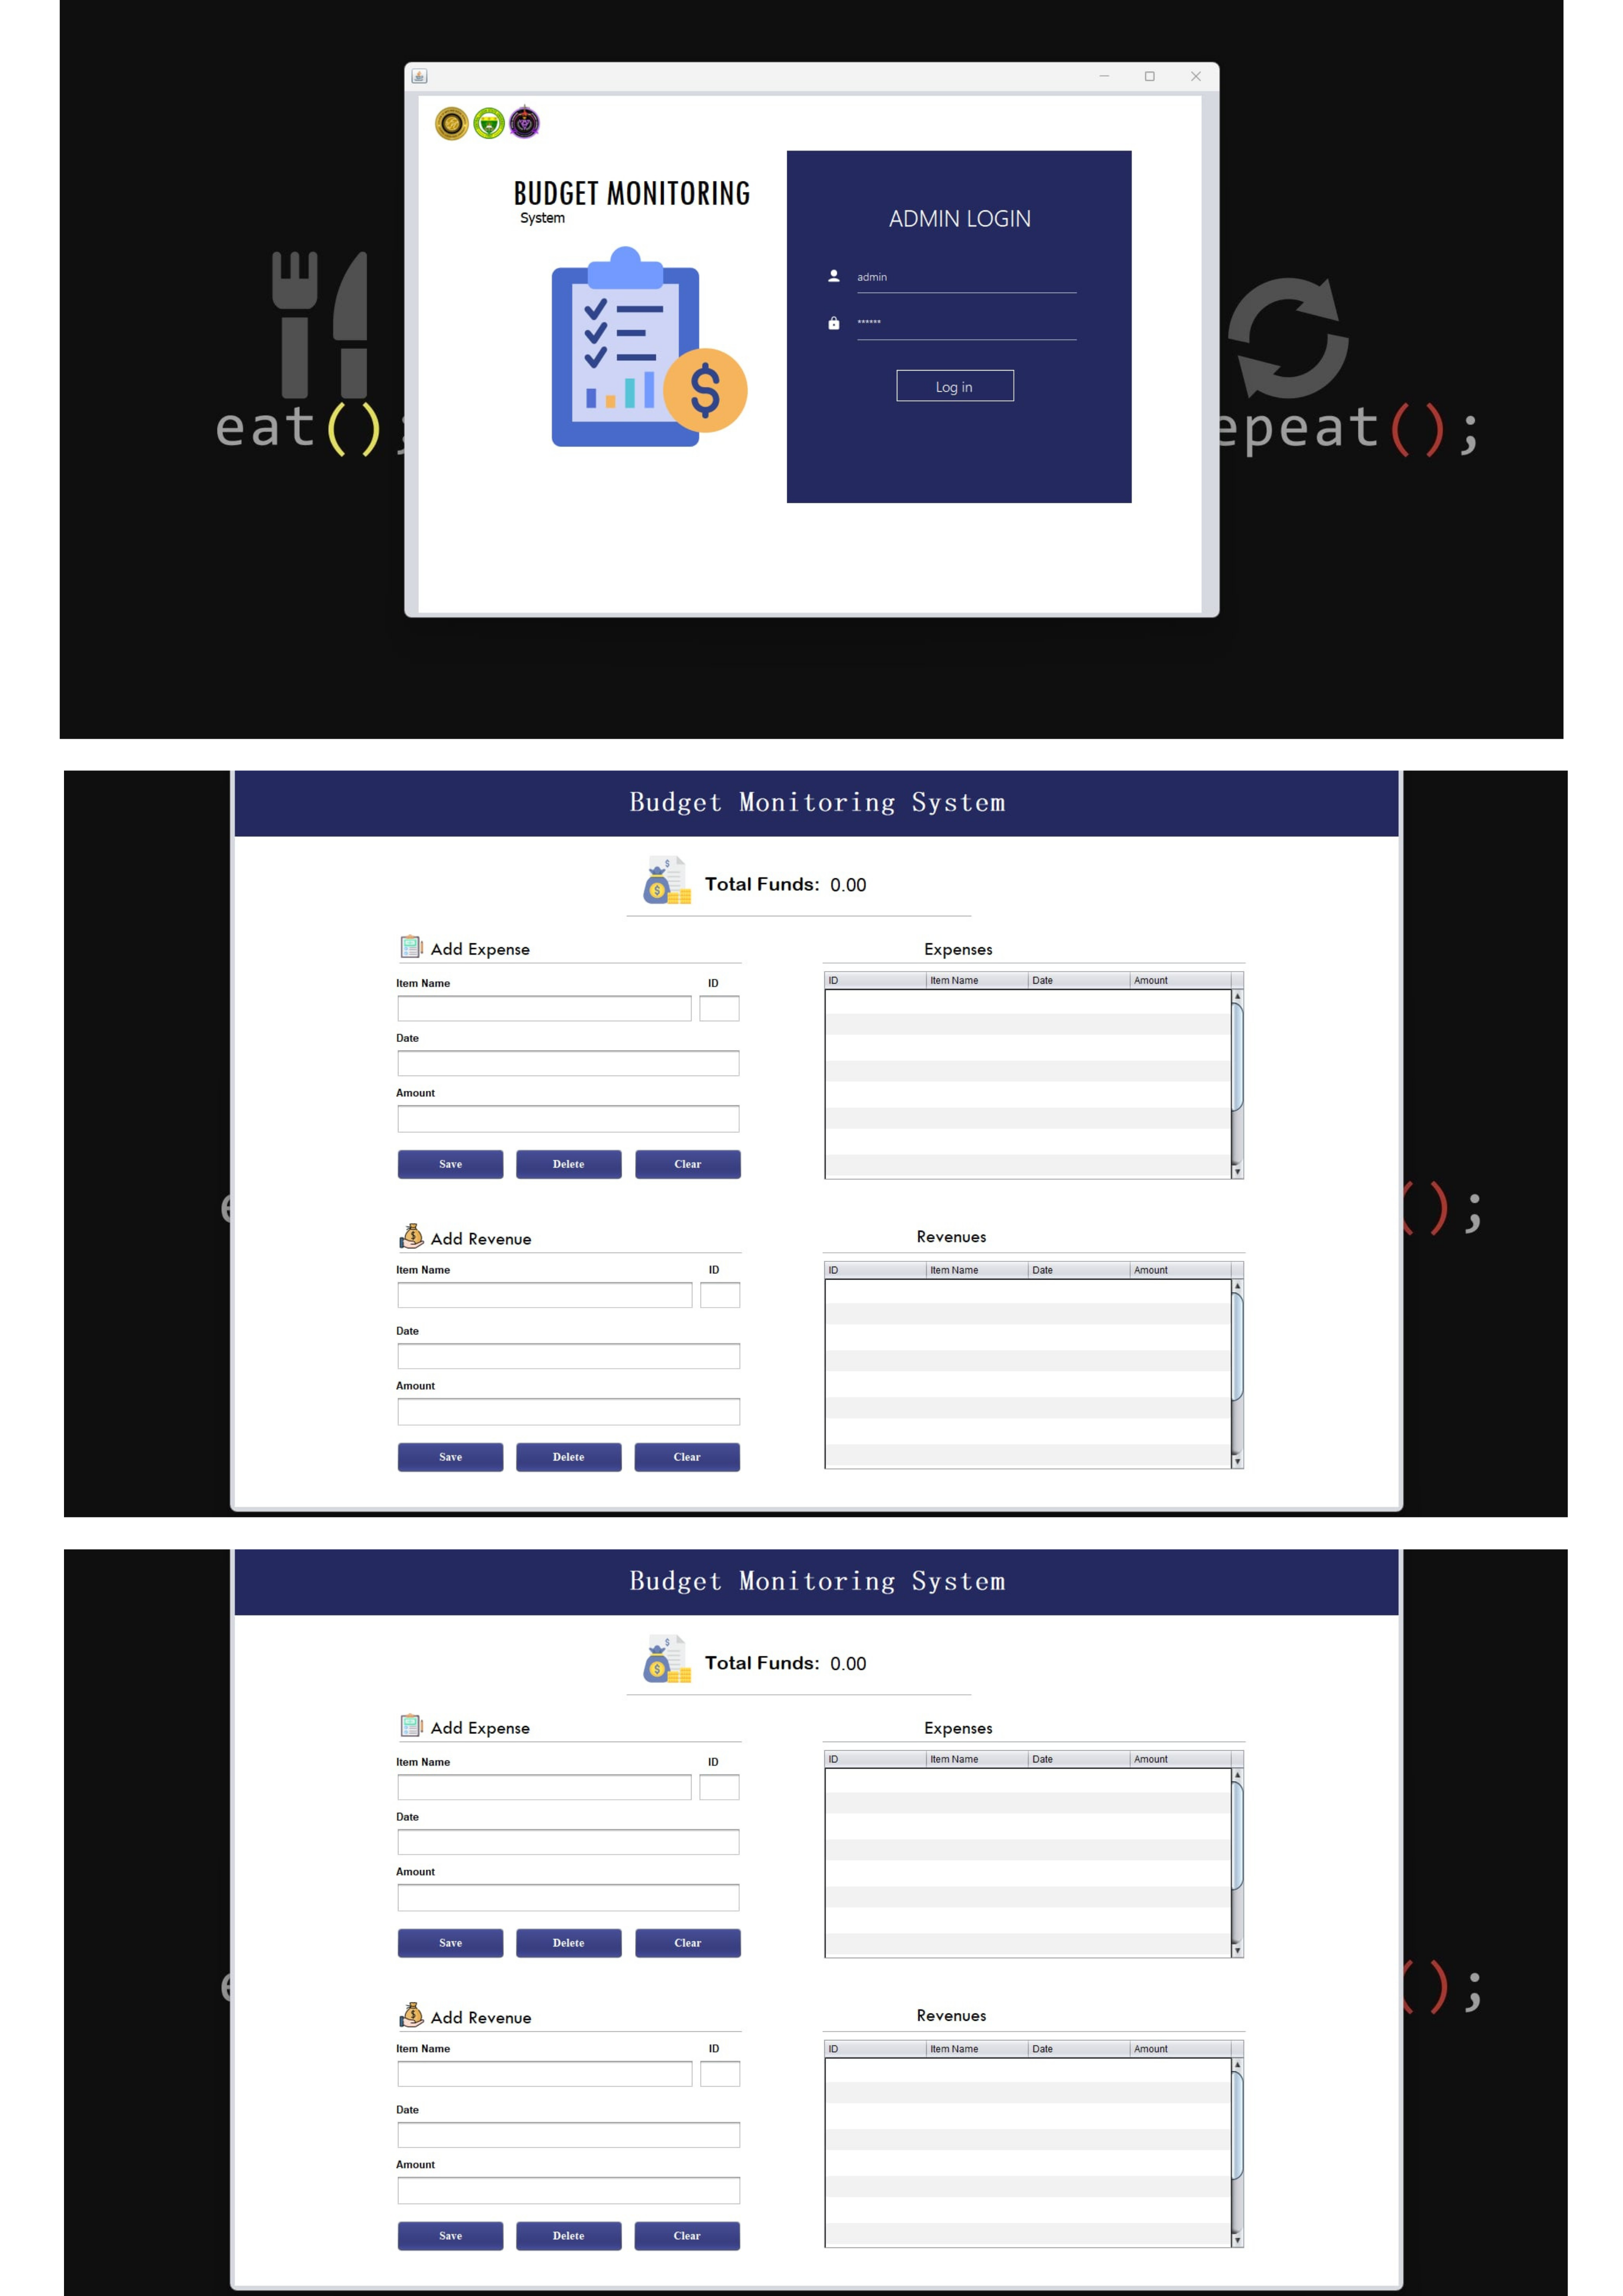 BUDGET MONITORING
System
ADMIN LOGIN
admin
******
Log in
eat();
epeat();
Budget Monitoring System
Total Funds: 0.00
Add Expense
Expenses
Item Name ID
ID Item Name Date Amount
Date
Amount
Save Delete Clear
Add Revenue
Revenues
Item Name ID
ID Item Name Date Amount
Date
Amount
Save Delete Clear
();
Budget Monitoring System
Total Funds: 0.00
Add Expense
Expenses
Item Name ID
ID Item Name Date Amount
Date
Amount
Save Delete Clear
Add Revenue
Revenues
Item Name ID
ID Item Name Date Amount
Date
Amount
Save Delete Clear
();